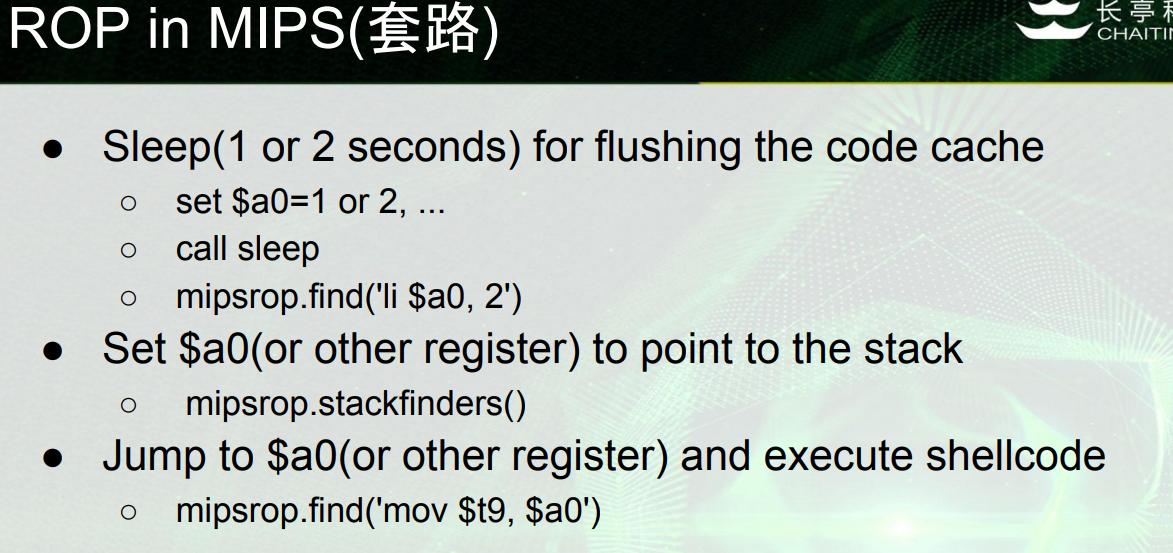 ROP in MIPS(套路)
长亭
● Sleep(1 or 2 seconds) for flushing the code cache
○ set $a0=1 or 2, ...
○ call sleep
○ mipsrop.find('li $a0, 2')
● Set $a0(or other register) to point to the stack
○ mipsrop.stackfinders()
● Jump to $a0(or other register) and execute shellcode
○ mipsrop.find('mov $t9, $a0')